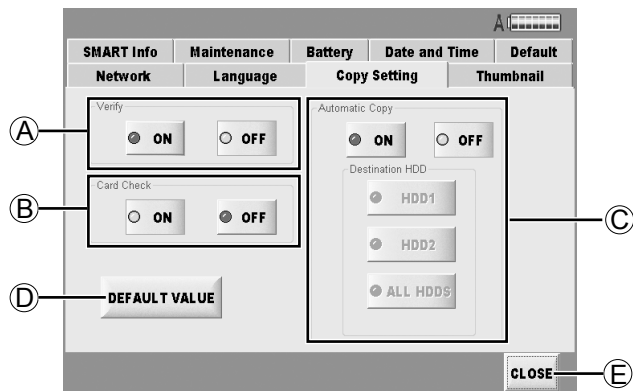 A
SMART Info Maintenance Battery Date and Time Default
Network Language Copy Setting Thumbnail
Verify
ON OFF
Card Check
ON OFF
DEFAULT VALUE
Automatic Copy
ON OFF
Destination HDD
HDD1
HDD2
ALL HDDS
CLOSE
A
B
C
D
E